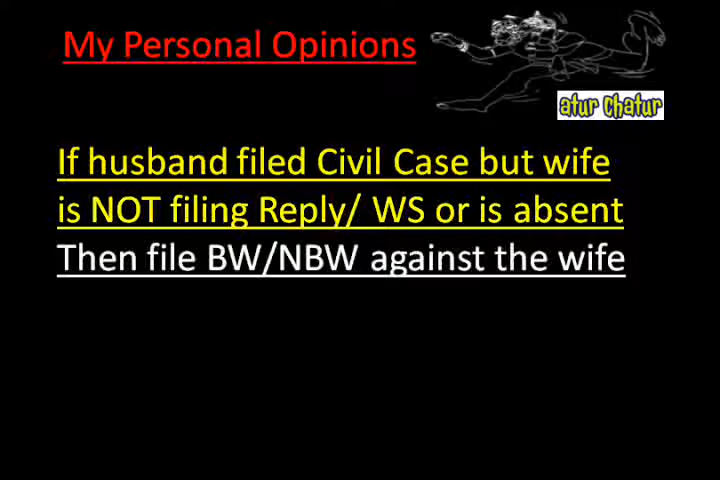 My Personal Opinions
atur chatur
If husband filed Civil Case but wife
is NOT filing Reply/ WS or is absent
Then file BW/NBW against the wife